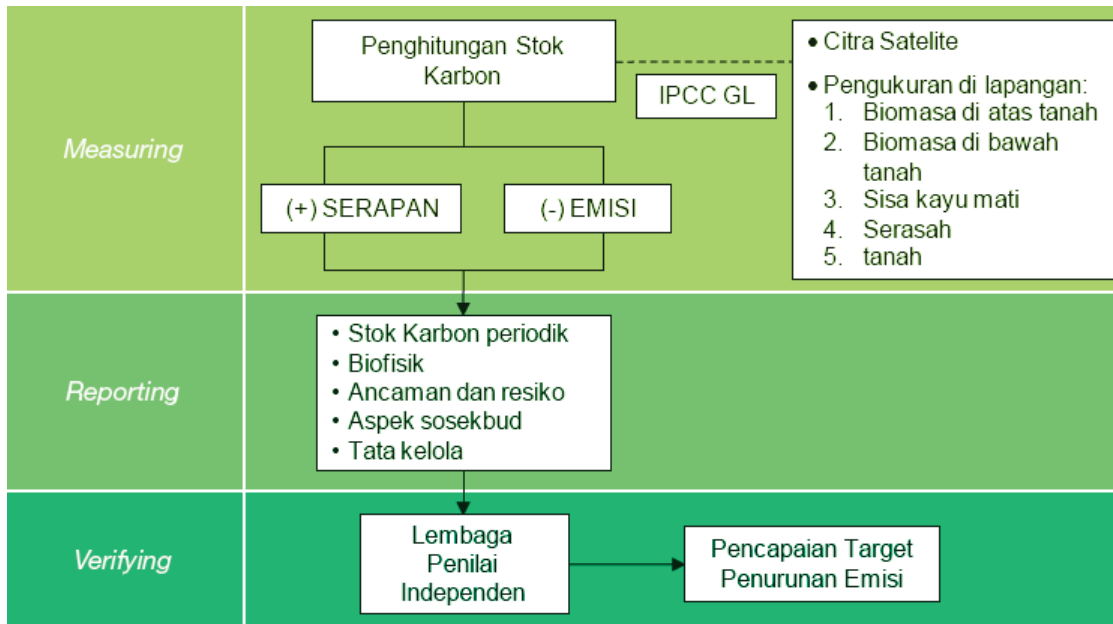 Measuring
Penghitungan Stok
Karbon
IPCC GL
• Citra Satelite
• Pengukuran di lapangan:
1. Biomasa di atas tanah
2. Biomasa di bawah
tanah
3. Sisa kayu mati
4. Serasah
5. tanah
(+) SERAPAN
(-) EMISI
Reporting
• Stok Karbon periodik
• Biofisik
• Ancaman dan resiko
• Aspek sosekbud
• Tata kelola
Verifying
Lembaga
Penilai
Independen
Pencapaian Target
Penurunan Emisi